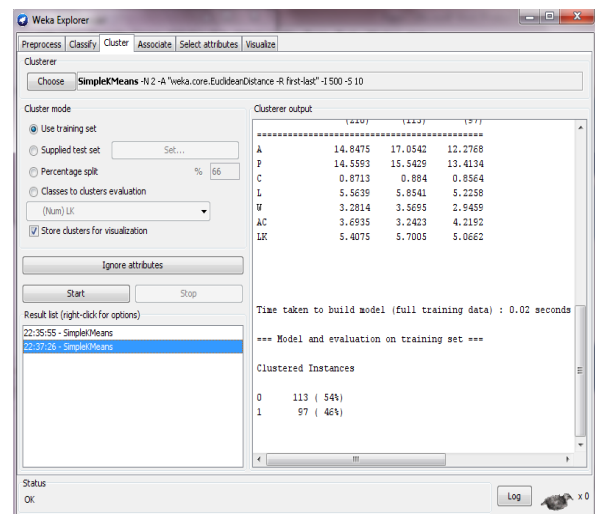 Weka Explorer
Preprocess Classify Cluster Associate Select attributes Visualize
Clusterer
Choose SimpleKMeans -N 2 -A "weka.core.EuclideanDistance -R first-last" -I 500 -S 10
Cluster mode
Use training set
Supplied test set Set...
Percentage split % 66
Classes to clusters evaluation
(Num) LK
Store clusters for visualization
Ignore attributes
Start Stop
Result list (right-click for options)
22:35:55 - SimpleKMeans
22:37:26 - SimpleKMeans
Clusterer output
(210) (113) (97)
==============================================
A 14.8475 17.0542 12.2768
P 14.5593 15.5429 13.4134
C 0.8713 0.884 0.8564
L 5.5639 5.8541 5.2258
W 3.2814 3.5695 2.9459
AC 3.6935 3.2423 4.2192
LK 5.4075 5.7005 5.0662
Time taken to build model (full training data) : 0.02 seconds
=== Model and evaluation on training set ===
Clustered Instances
0 113 ( 54%)
1 97 ( 46%)
Status
OK
Log x 0